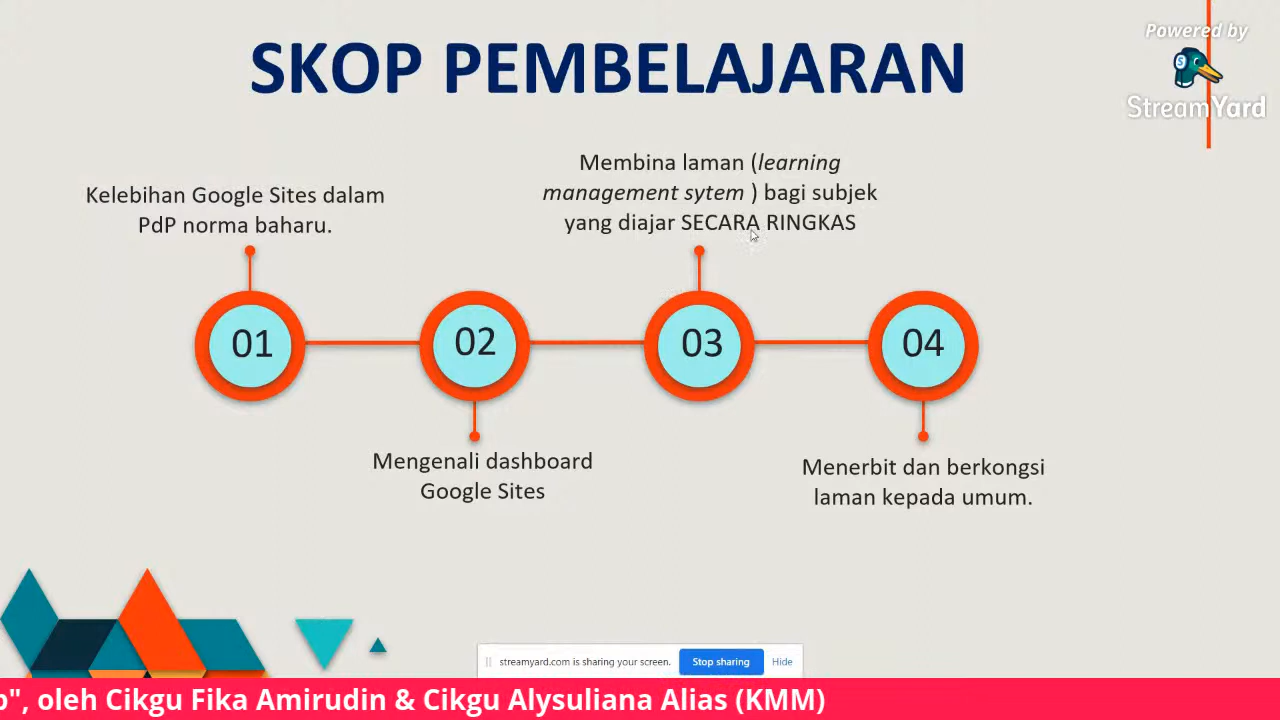 SKOP PEMBELAJARAN
Powered by
StreamYard
Kelebihan Google Sites dalam
PdP norma baharu.
Membina laman (learning
management sytem ) bagi subjek
yang diajar SECARA RINGKAS
01
02
03
04
Mengenali dashboard
Google Sites
Menerbit dan berkongsi
laman kepada umum.
streamyard.com is sharing your screen.
Stop sharing
Hide
", oleh Cikgu Fika Amirudin & Cikgu Alysuliana Alias (KMM)